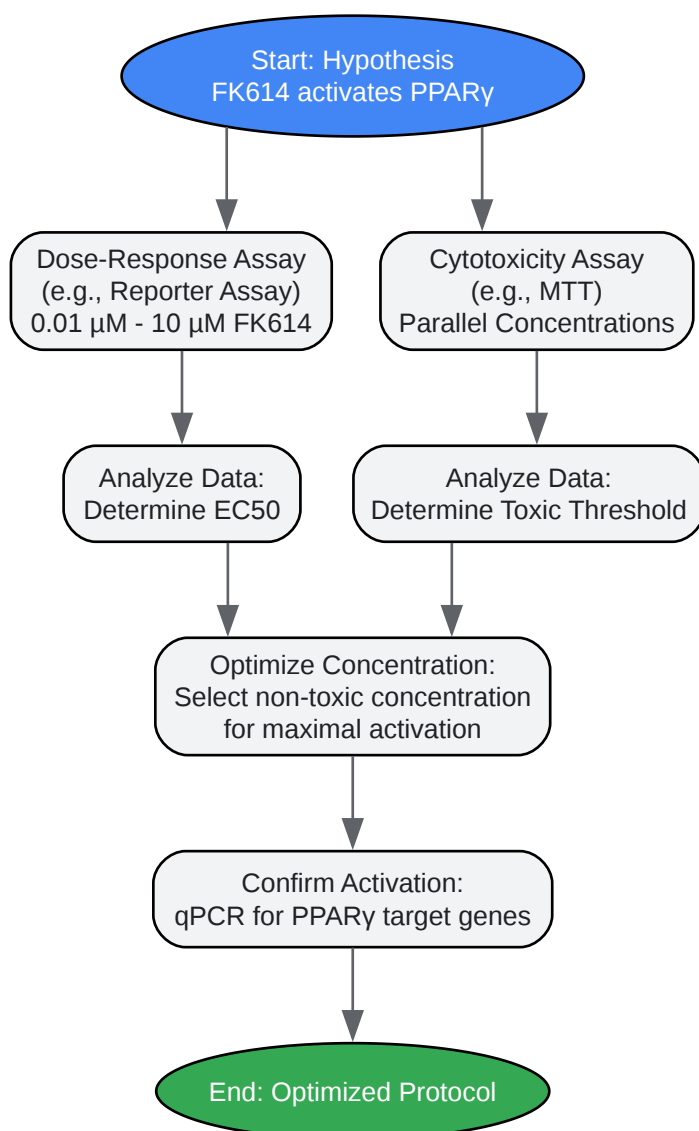 Start: Hypothesis
FK614 activates PPARγ
Dose-Response Assay
(e.g., Reporter Assay)
0.01 µM - 10 µM FK614
Cytotoxicity Assay
(e.g., MTT)
Parallel Concentrations
Analyze Data:
Determine EC50
Analyze Data:
Determine Toxic Threshold
Optimize Concentration:
Select non-toxic concentration
for maximal activation
Confirm Activation:
qPCR for PPARγ target genes
End: Optimized Protocol